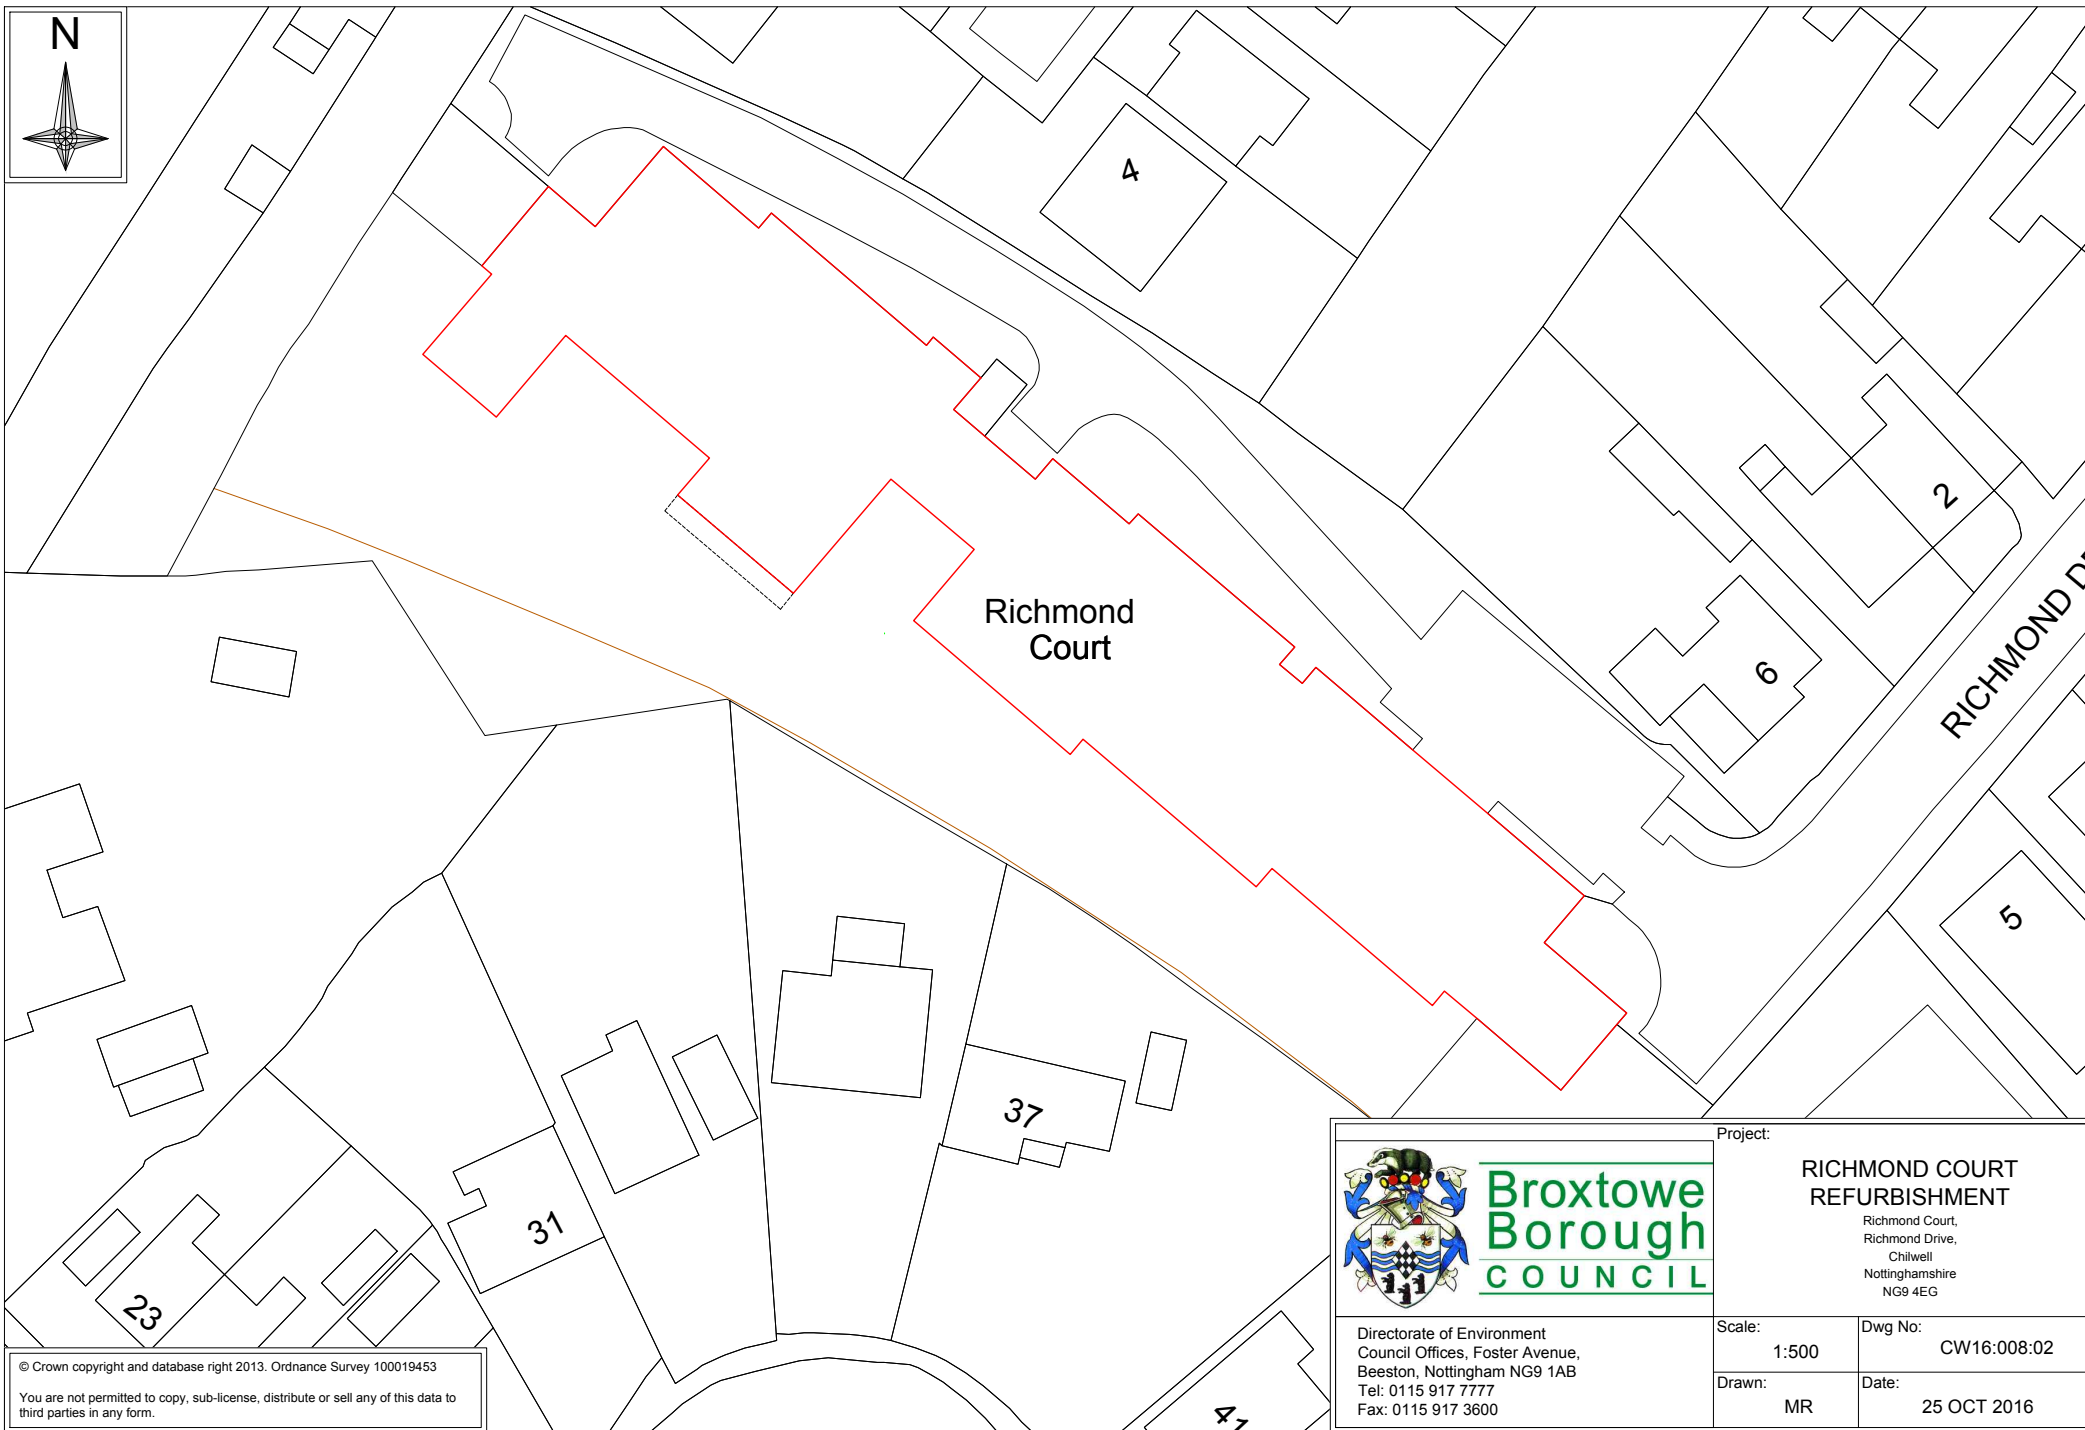 N
4
2
6
5
Richmond
Court
RICHMOND
37
31
23
41
Broxtowe
Borough
COUNCIL
Directorate of Environment
Council Offices, Foster Avenue,
Beeston, Nottingham NG9 1AB
Tel: 0115 917 7777
Fax: 0115 917 3600
Project:
RICHMOND COURT
REFURBISHMENT
Richmond Court,
Richmond Drive,
Chilwell
Nottinghamshire
NG9 4EG
Scale:
1:500
Dwg No:
CW16:008:02
Drawn:
MR
Date:
25 OCT 2016
© Crown copyright and database right 2013. Ordnance Survey 100019453
You are not permitted to copy, sub-license, distribute or sell any of this data to
third parties in any form.